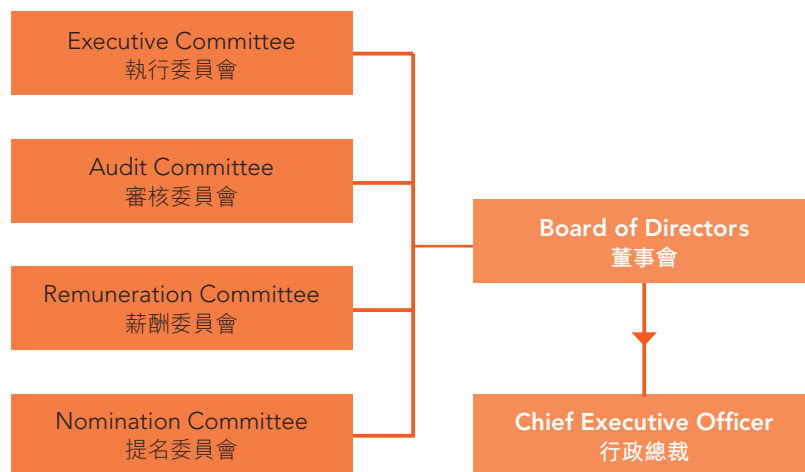 Executive Committee
執行委員會
Audit Committee
審核委員會
Remuneration Committee
薪酬委員會
Nomination Committee
提名委員會
Board of Directors
董事會
Chief Executive Officer
行政總裁